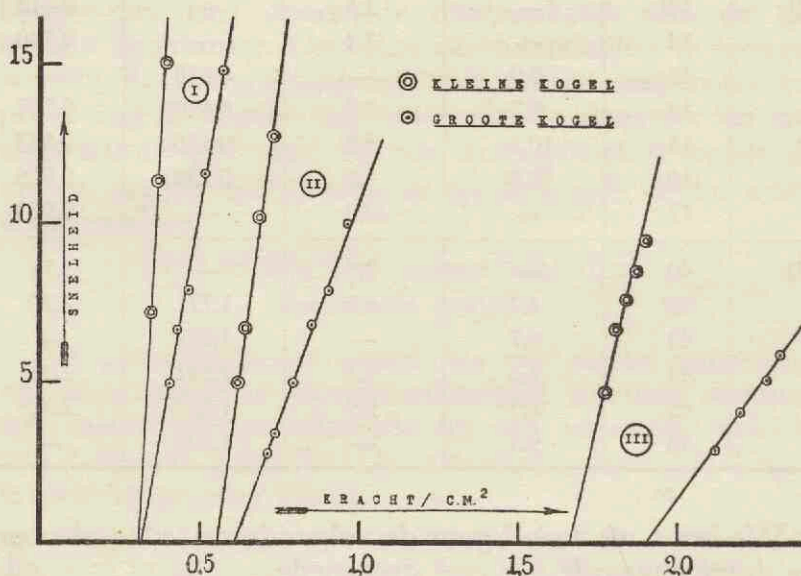 15
I
◎ KLEINE KOGEL
⊙ GROOTE KOGEL
II
10
SNELHEID
5
III
KRACHT/C.M.²
0,5 1,0 1,5 2,0